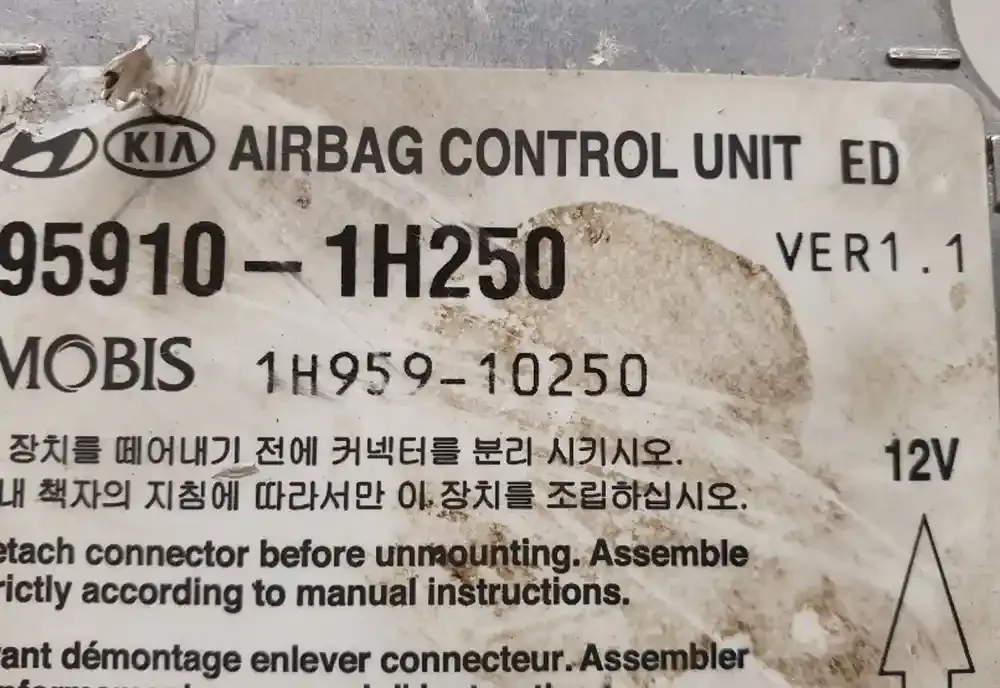 KIA AIRBAG CONTROL UNIT ED
95910-1H250 VER1.1
MOBIS 1H959-10250
장치를 떼어내기 전에 커넥터를 분리 시키시오.
내 책자의 지침에 따라서만 이 장치를 조립하십시오.
12V
etach connector before unmounting. Assemble
rictly according to manual instructions.
vant démontage enlever connecteur. Assembler